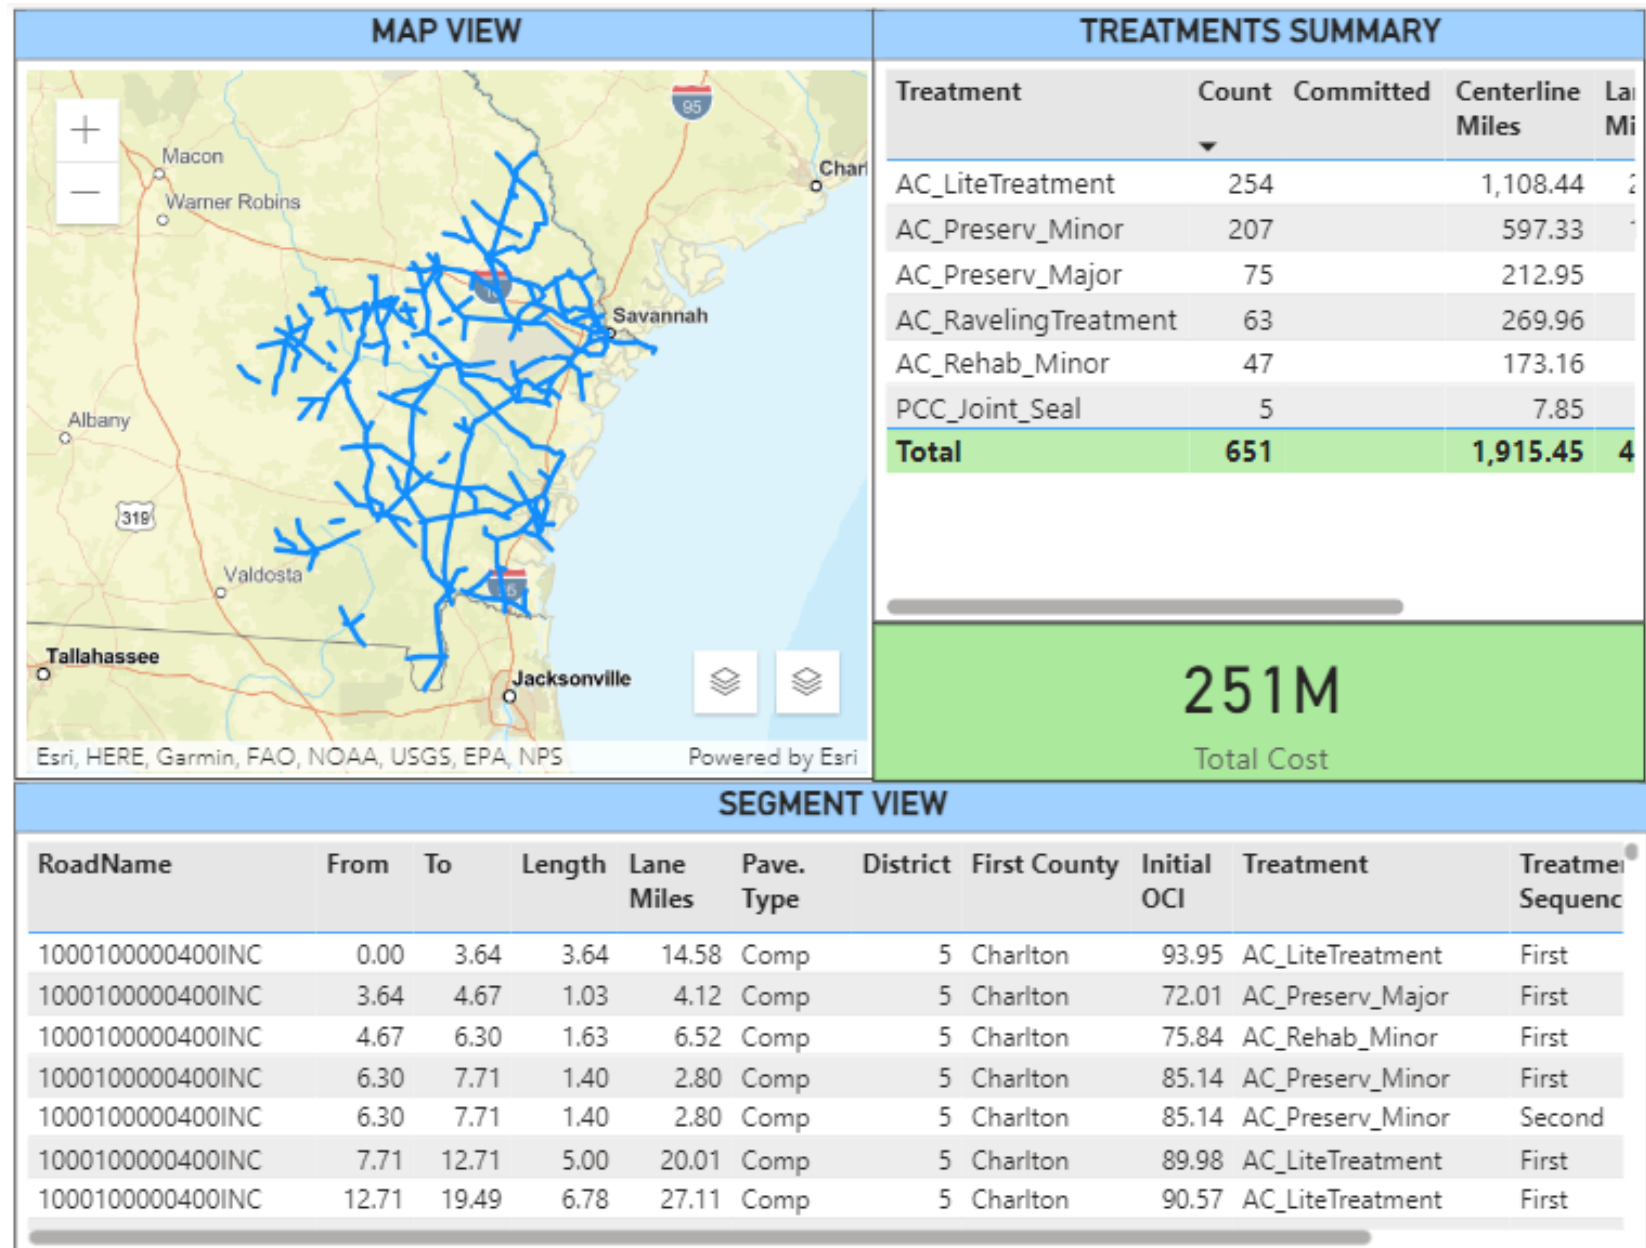 MAP VIEW
TREATMENTS SUMMARY
95
Macon
Warner Robins
Savannah
Albany
319
Valdosta
Tallahassee
Jacksonville
Esri, HERE, Garmin, FAO, NOAA, USGS, EPA, NPS
Powered by Esri
Treatment Count Committed Centerline Miles
AC_LiteTreatment 254 1,108.44
AC_Preserv_Minor 207 597.33
AC_Preserv_Major 75 212.95
AC_RavelingTreatment 63 269.96
AC_Rehab_Minor 47 173.16
PCC_Joint_Seal 5 7.85
Total 651 1,915.45 4
251M
Total Cost
SEGMENT VIEW
RoadName From To Length Lane Miles Pave. Type District First County Initial OCI Treatment
1000100000400INC 0.00 3.64 3.64 14.58 Comp 5 Charlton 93.95 AC_LiteTreatment First
1000100000400INC 3.64 4.67 1.03 4.12 Comp 5 Charlton 72.01 AC_Preserv_Major First
1000100000400INC 4.67 6.30 1.63 6.52 Comp 5 Charlton 75.84 AC_Rehab_Minor First
1000100000400INC 6.30 7.71 1.40 2.80 Comp 5 Charlton 85.14 AC_Preserv_Minor First
1000100000400INC 6.30 7.71 1.40 2.80 Comp 5 Charlton 85.14 AC_Preserv_Minor Second
1000100000400INC 7.71 12.71 5.00 20.01 Comp 5 Charlton 89.98 AC_LiteTreatment First
1000100000400INC 12.71 19.49 6.78 27.11 Comp 5 Charlton 90.57 AC_LiteTreatment First